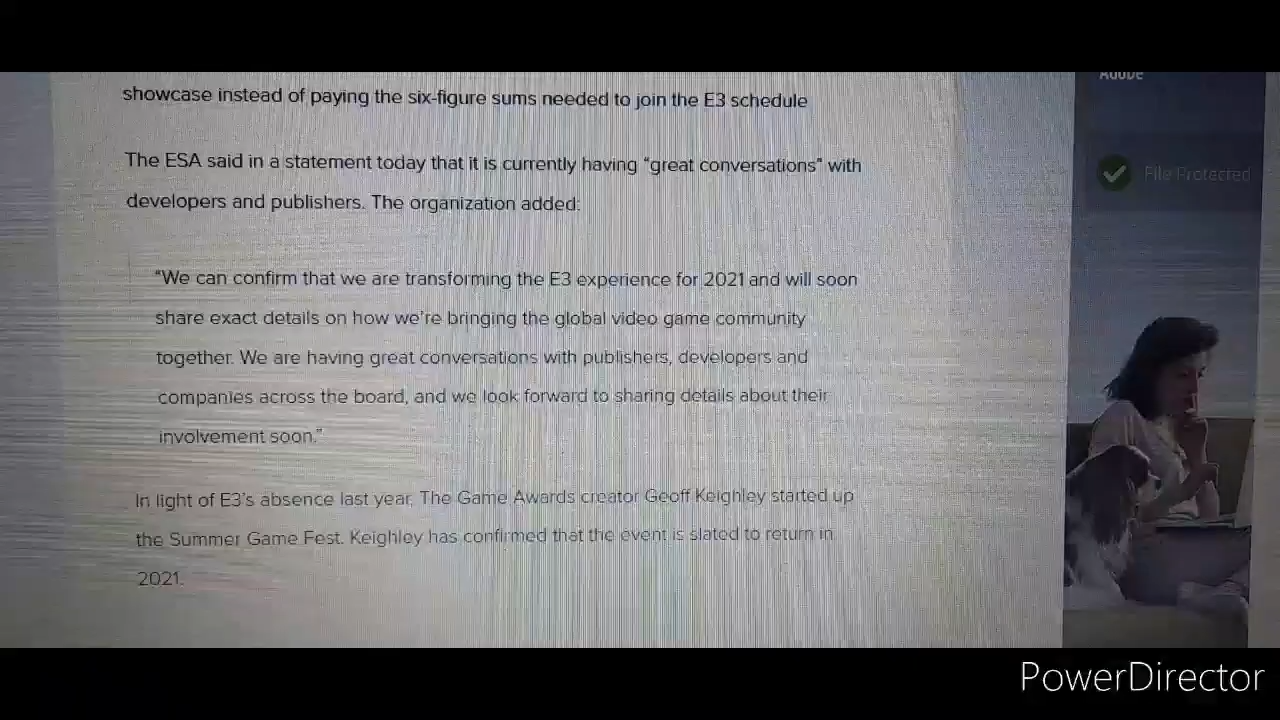 Adobe
showcase instead of paying the six-figure sums needed to join the E3 schedule
The ESA said in a statement today that it is currently having “great conversations” with
developers and publishers. The organization added:
File Protected
“We can confirm that we are transforming the E3 experience for 2021 and will soon
share exact details on how we’re bringing the global video game community
together. We are having great conversations with publishers, developers and
companies across the board, and we look forward to sharing details about their
involvement soon.”
In light of E3’s absence last year, The Game Awards creator Geoff Keighley started up
the Summer Game Fest. Keighley has confirmed that the event is slated to return in
2021.
PowerDirector